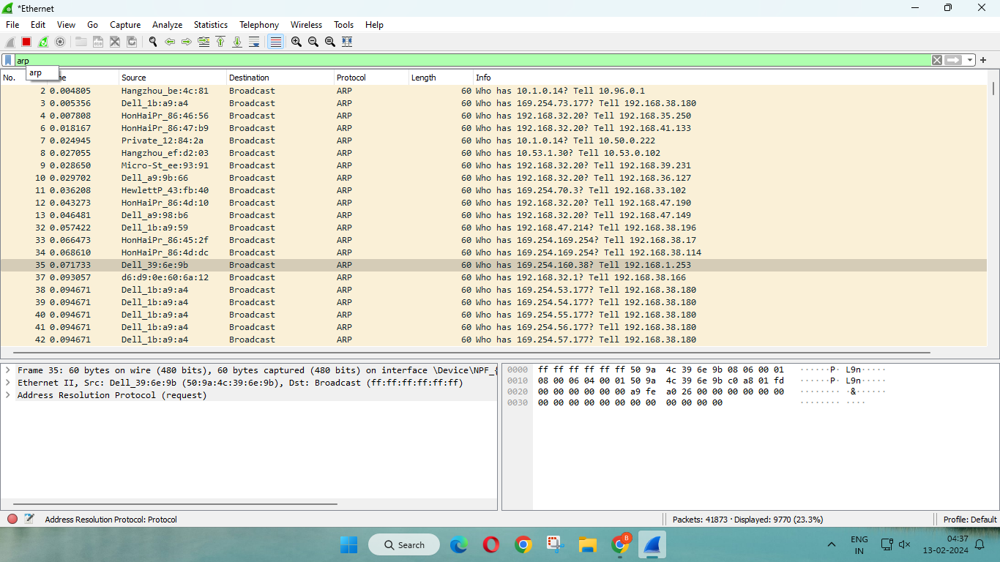 *Ethernet
File Edit View Go Capture Analyze Statistics Telephony Wireless Tools Help
arp
arp
No. Source Destination Protocol Length Info
2 0.004805 Hangzhou_be:4c:81 Broadcast ARP 60 Who has 10.1.0.14? Tell 10.96.0.1
3 0.005356 Dell_1b:a9:a4 Broadcast ARP 60 Who has 169.254.73.177? Tell 192.168.38.180
4 0.007808 HonHaiPr_86:46:56 Broadcast ARP 60 Who has 192.168.32.20? Tell 192.168.35.250
6 0.018167 HonHaiPr_86:47:b9 Broadcast ARP 60 Who has 192.168.32.20? Tell 192.168.41.133
7 0.024945 Private_12:84:2a Broadcast ARP 60 Who has 10.1.0.14? Tell 10.50.0.222
8 0.027055 Hangzhou_ef:d2:03 Broadcast ARP 60 Who has 10.53.1.30? Tell 10.53.0.102
9 0.028650 Micro-St_ee:93:91 Broadcast ARP 60 Who has 192.168.32.20? Tell 192.168.39.231
10 0.029702 Dell_a9:9b:66 Broadcast ARP 60 Who has 192.168.32.20? Tell 192.168.36.127
11 0.036208 HewlettP_43:fb:40 Broadcast ARP 60 Who has 169.254.70.3? Tell 192.168.33.102
12 0.043273 HonHaiPr_86:4d:10 Broadcast ARP 60 Who has 192.168.32.20? Tell 192.168.47.190
13 0.046481 Dell_a9:98:b6 Broadcast ARP 60 Who has 192.168.32.20? Tell 192.168.47.149
32 0.057422 Dell_1b:a9:59 Broadcast ARP 60 Who has 192.168.47.214? Tell 192.168.38.196
33 0.066473 HonHaiPr_86:45:2f Broadcast ARP 60 Who has 169.254.169.254? Tell 192.168.38.17
34 0.068610 HonHaiPr_86:4d:dc Broadcast ARP 60 Who has 169.254.169.254? Tell 192.168.38.114
35 0.071733 Dell_39:6e:9b Broadcast ARP 60 Who has 169.254.160.38? Tell 192.168.1.253
37 0.093057 d6:d9:0e:60:6a:12 Broadcast ARP 60 Who has 192.168.32.1? Tell 192.168.38.166
38 0.094671 Dell_1b:a9:a4 Broadcast ARP 60 Who has 169.254.53.177? Tell 192.168.38.180
39 0.094671 Dell_1b:a9:a4 Broadcast ARP 60 Who has 169.254.54.177? Tell 192.168.38.180
40 0.094671 Dell_1b:a9:a4 Broadcast ARP 60 Who has 169.254.55.177? Tell 192.168.38.180
41 0.094671 Dell_1b:a9:a4 Broadcast ARP 60 Who has 169.254.56.177? Tell 192.168.38.180
42 0.094671 Dell_1b:a9:a4 Broadcast ARP 60 Who has 169.254.57.177? Tell 192.168.38.180
Frame 35: 60 bytes on wire (480 bits), 60 bytes captured (480 bits) on interface \Device\NPF_{
Ethernet II, Src: Dell_39:6e:9b (50:9a:4c:39:6e:9b), Dst: Broadcast (ff:ff:ff:ff:ff:ff)
Address Resolution Protocol (request)
0000 ff ff ff ff ff ff 50 9a 4c 39 6e 9b 08 06 00 01 ······P· L9n·····
0010 08 00 06 04 00 01 50 9a 4c 39 6e 9b c0 a8 01 fd ······P· L9n·····
0020 00 00 00 00 00 00 a9 fe a0 26 00 00 00 00 00 00 ········ ·&······
0030 00 00 00 00 00 00 00 00 00 00 00 00 ········ ····
Address Resolution Protocol: Protocol
Packets: 41873 · Displayed: 9770 (23.3%)
Profile: Default
Search
B
ENG
IN
04:37
13-02-2024